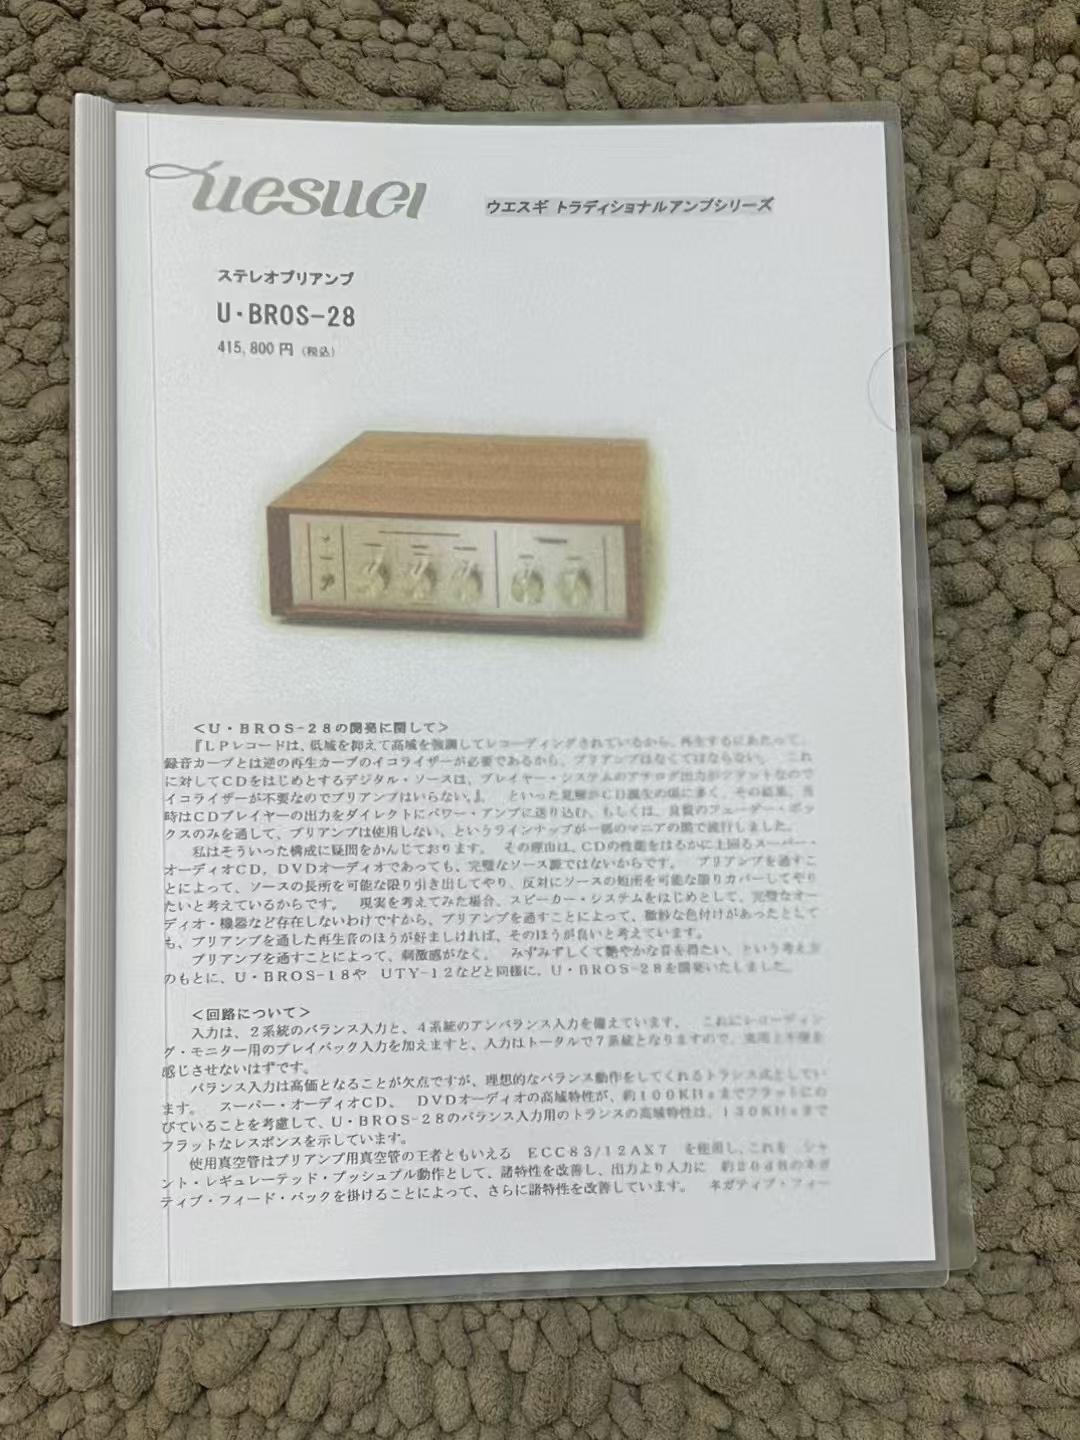 uesugi
ウエスギ トラディショナルアンプシリーズ
ステレオプリアンプ
U・BROS-28
415,800円(税込)
<U・BROS-28の開発に関して>
『LPレコードは、低域を抑えて高域を強調してレコーディングされているから、再生するにあたって、
録音カーブとは逆の再生カーブのイコライザーが必要であるから、プリアンプはなくてはならない。 これ
に対してCDをはじめとするデジタル・ソースは、プレイヤー・システムのアナログ出力がフラットなので
イコライザーが不要なのでプリアンプはいらない。』 といった見解がCD誕生の頃に多く、その結果、当
時はCDプレイヤーの出力をダイレクトにパワー・アンプに送り込む、もしくは、良質のフェーダー・ボッ
クスのみを通して、プリアンプは使用しない、というラインナップが一部のマニアの間で流行しました。
私はそういった構成に疑問をかんじております。 その理由は、CDの性能をはるかに上回るスーパー・
オーディオCD, DVDオーディオであっても、完璧なソース源ではないからです。 プリアンプを通すこ
とによって、ソースの長所を可能な限り引き出してやり、反対にソースの短所を可能な限りカバーしてやり
たいと考えているからです。 現実を考えてみた場合、スピーカー・システムをはじめとして、完璧なオー
ディオ・機器など存在しないわけですから、プリアンプを通すことによって、微妙な色付けがあったとして
も、プリアンプを通した再生音のほうが好ましければ、そのほうが良いと考えています。
プリアンプを通すことによって、刺激感がなく、 みずみずしくて艶やかな音を得たい、という考え方
のもとに、U・BROS-18や UTY-12などと同様に、U・BROS-28を開発いたしました。
<回路について>
入力は、2系統のバランス入力と、4系統のアンバランス入力を備えています。 これにレコーディン
グ・モニター用のプレイバック入力を加えますと、入力はトータルで7系統となりますので、実用上不便を
感じさせないはずです。
バランス入力は高価となることが欠点ですが、理想的なバランス動作をしてくれるトランス式としてい
ます。 スーパー・オーディオCD、 DVDオーディオの高域特性が、約100KHzまでフラットにの
びていることを考慮して、U・BROS-28のバランス入力用のトランスの高域特性は、130KHzまで
フラットなレスポンスを示しています。
使用真空管はプリアンプ用真空管の王者ともいえる ECC83/12AX7 を使用し、これを シャ
ント・レギュレーテッド・プッシュプル動作として、諸特性を改善し、出力より入力に 約20dBのネガ
ティブ・フィード・バックを掛けることによって、さらに諸特性を改善しています。 ネガティブ・フィー